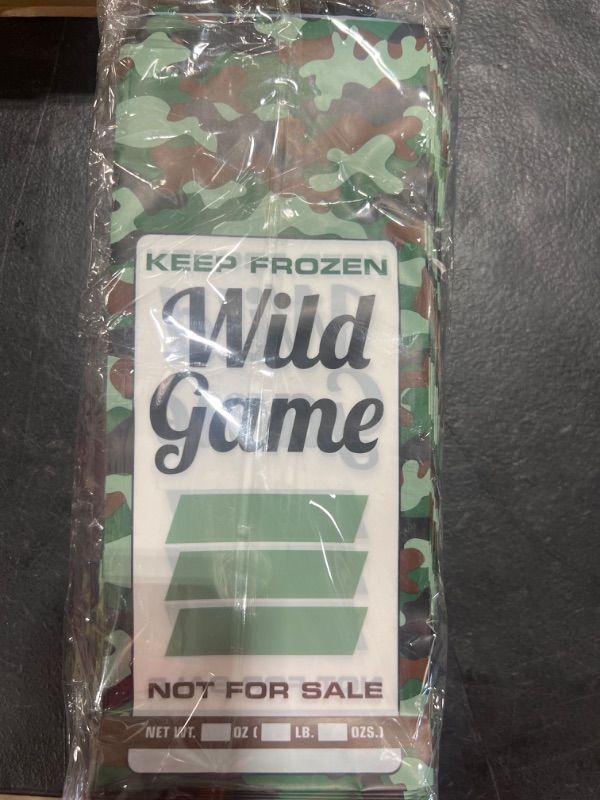 KEEP FROZEN
Wild
Game
NOT FOR SALE
NET WT. OZ ( LB. OZS.)